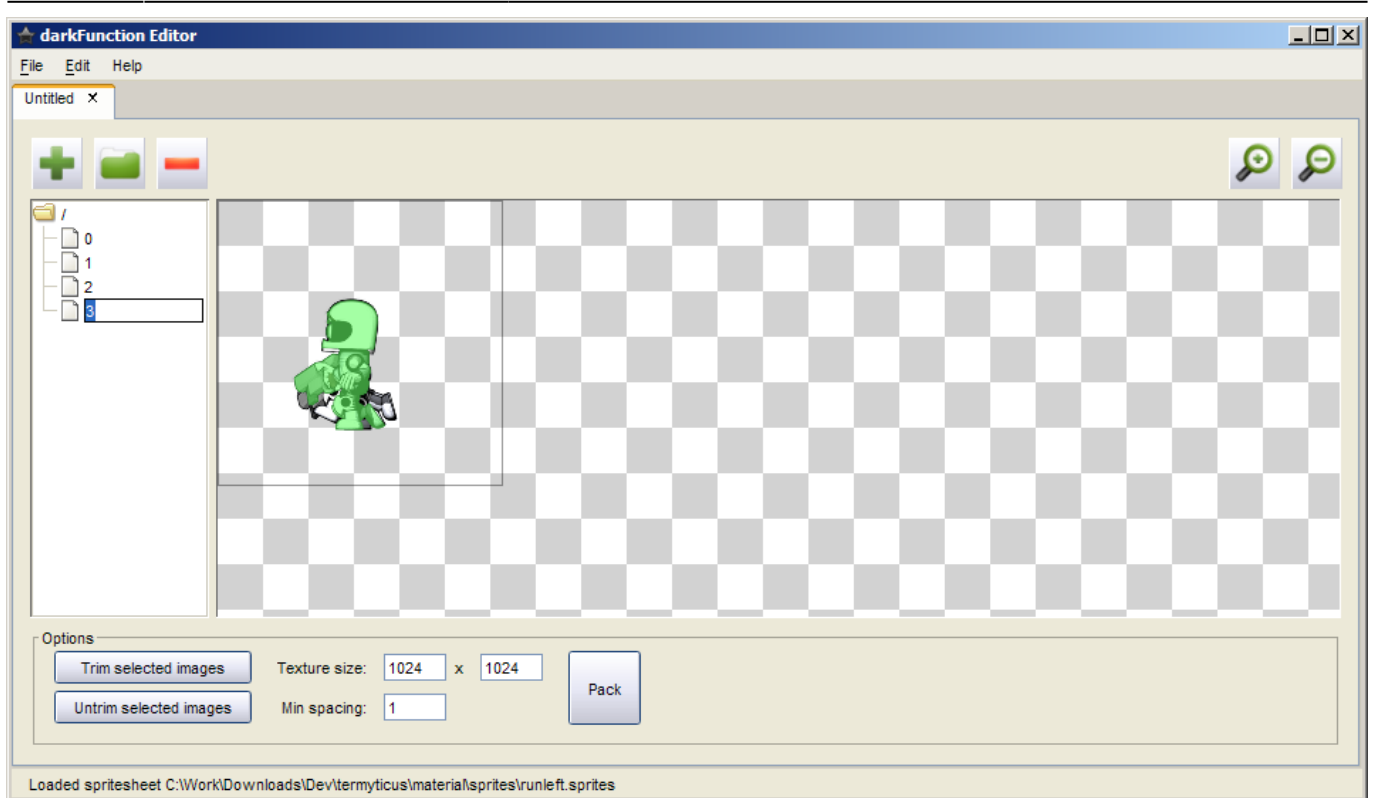 darkFunction Editor
File Edit Help
Untitled
/
0
1
2
3
Options
Trim selected images Texture size: 1024 x 1024 Pack
Untrim selected images Min spacing: 1
Loaded spritesheet C:\Work\Downloads\Dev\termyticus\material\sprites\runleft.sprites